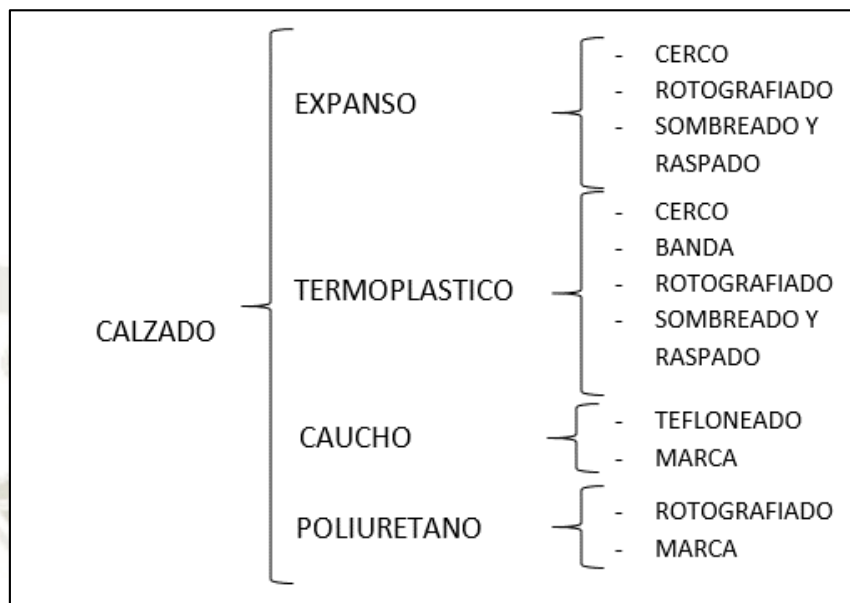 CALZADO
EXPANSO
- CERCO
- ROTOGRAFIADO
- SOMBREADO Y
RASPADO
TERMOPLASTICO
- CERCO
- BANDA
- ROTOGRAFIADO
- SOMBREADO Y
RASPADO
CAUCHO
- TEFLONEADO
- MARCA
POLIURETANO
- ROTOGRAFIADO
- MARCA